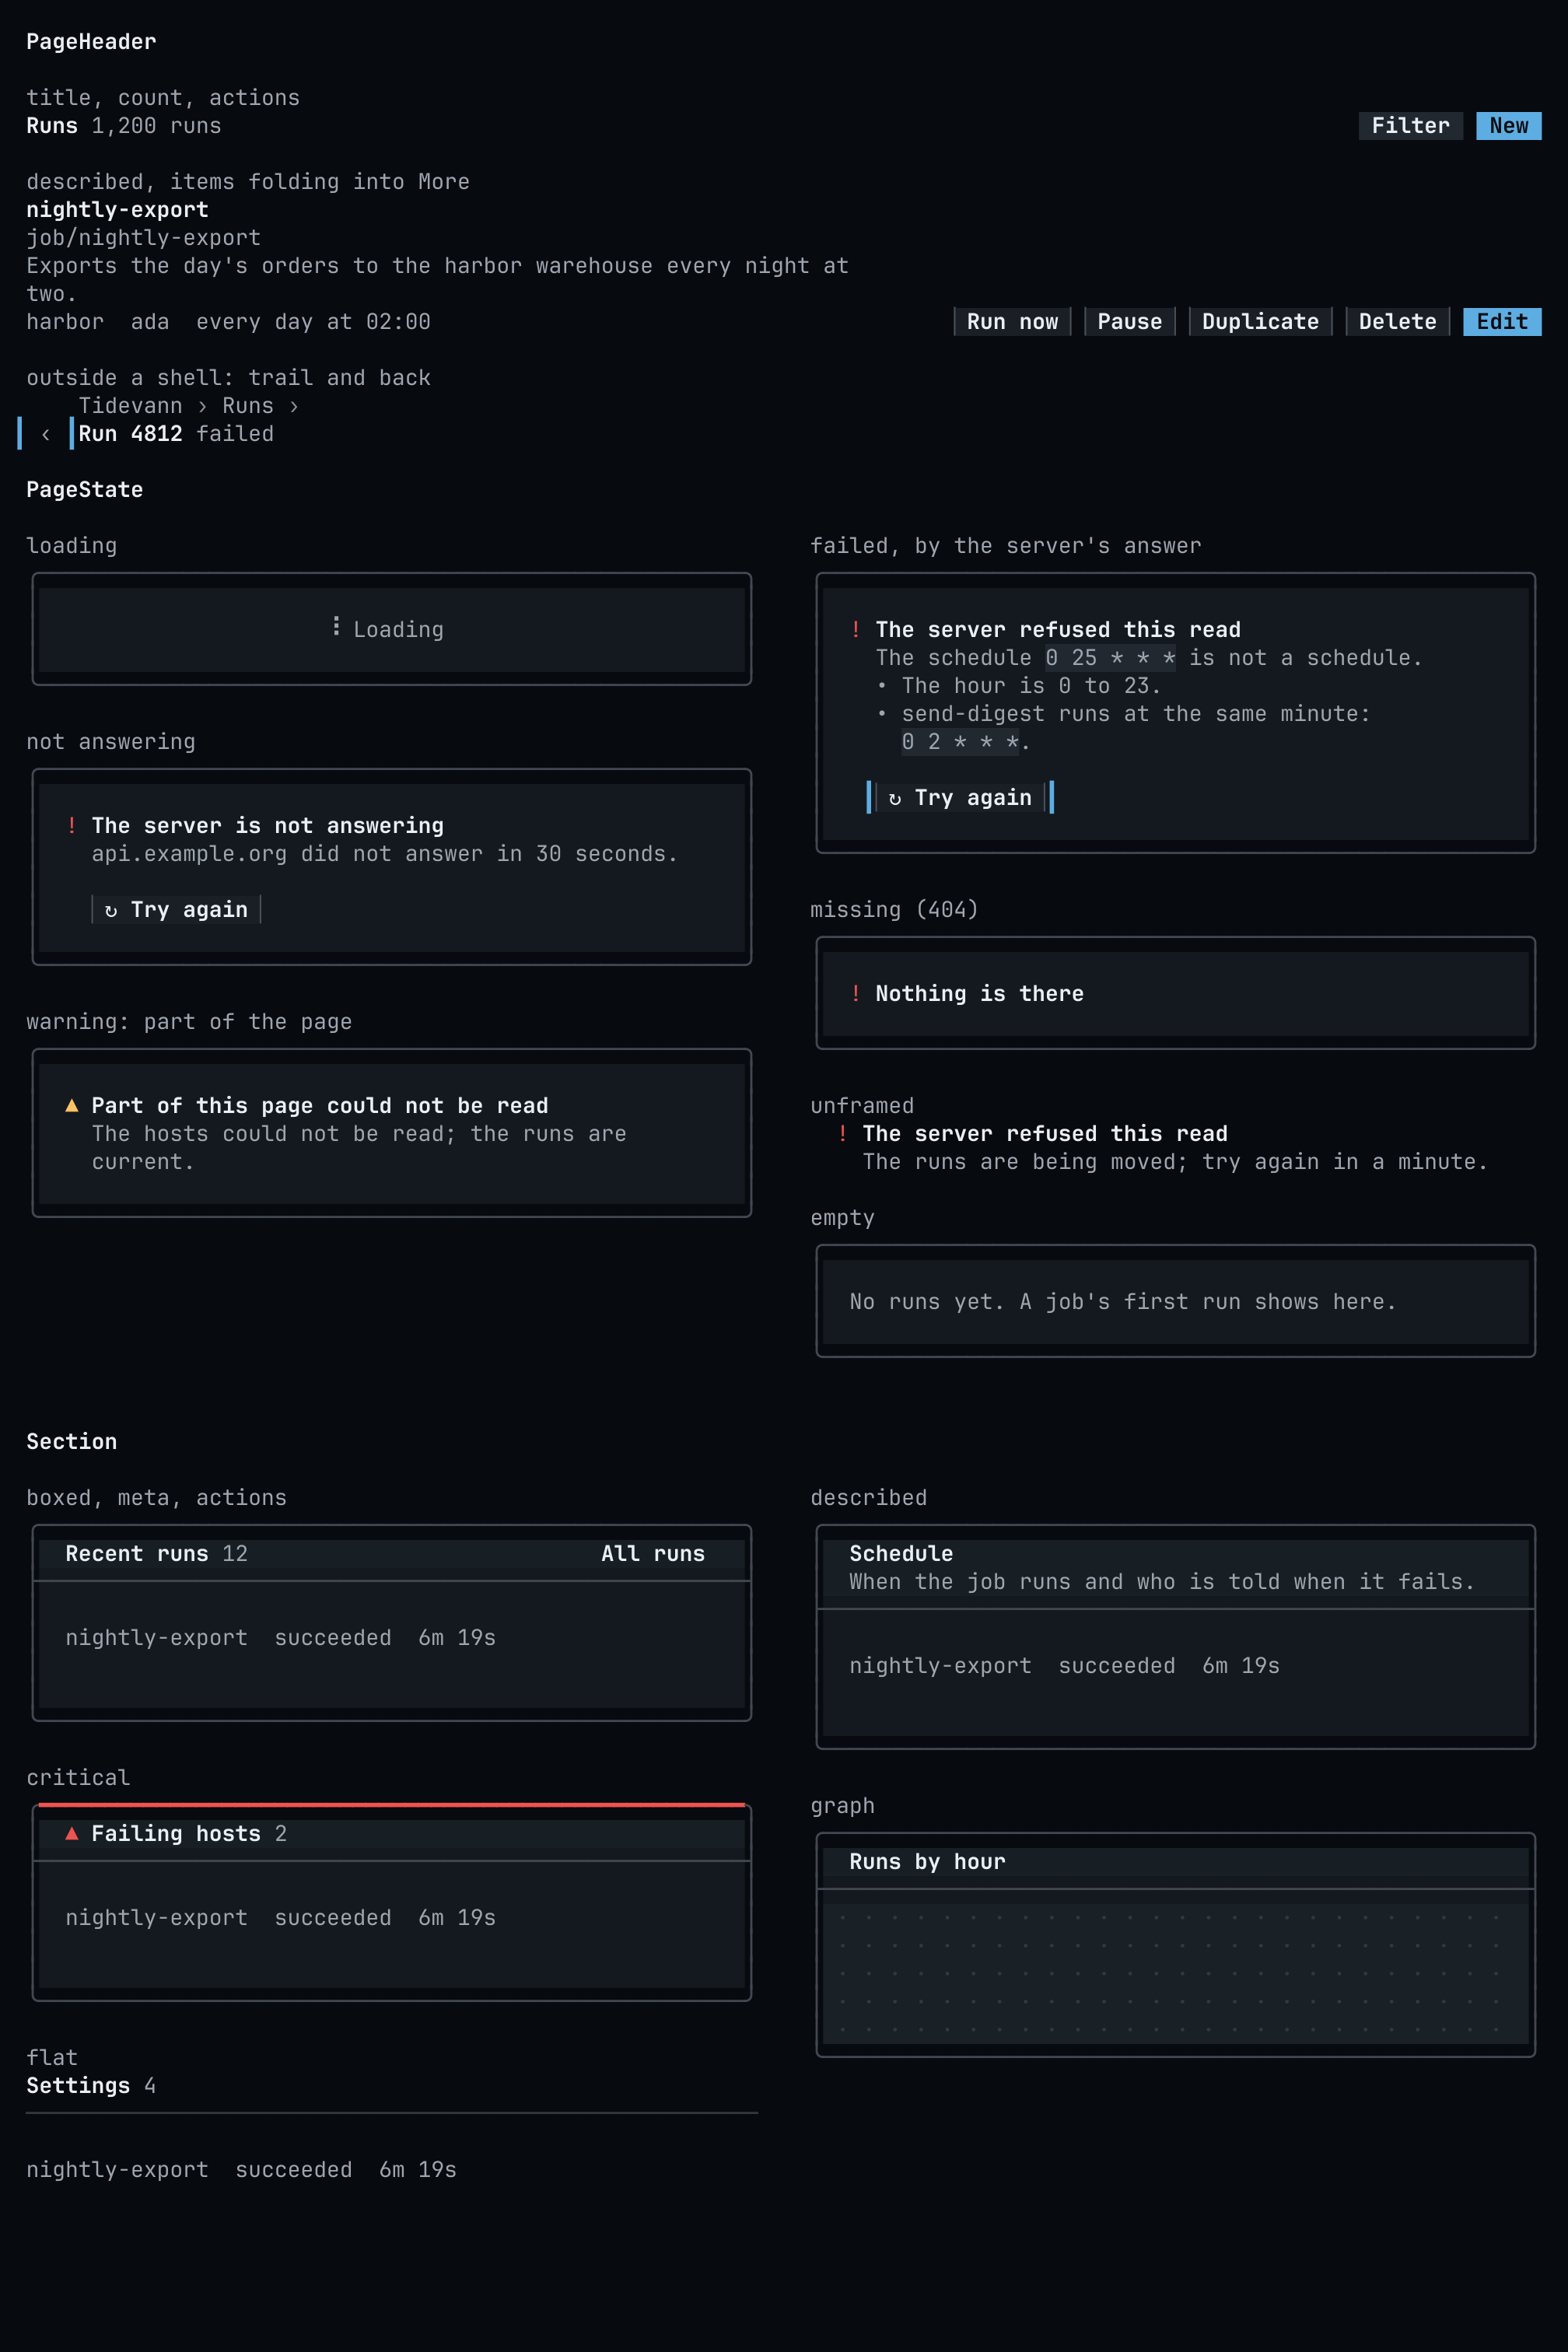 PageHeader
title, count, actions
Runs 1,200 runs
Filter New
described, items folding into More
nightly-export
job/nightly-export
Exports the day's orders to the harbor warehouse every night at
two.
harbor ada every day at 02:00
Run now Pause Duplicate Delete Edit
outside a shell: trail and back
Tidevann › Runs ›
‹ Run 4812 failed
PageState
loading
Loading
not answering
! The server is not answering
api.example.org did not answer in 30 seconds.
↻ Try again
warning: part of the page
▲ Part of this page could not be read
The hosts could not be read; the runs are
current.
failed, by the server's answer
! The server refused this read
The schedule 0 25 * * * is not a schedule.
• The hour is 0 to 23.
• send-digest runs at the same minute:
0 2 * * *.
↻ Try again
missing (404)
! Nothing is there
unframed
! The server refused this read
The runs are being moved; try again in a minute.
empty
No runs yet. A job's first run shows here.
Section
boxed, meta, actions
Recent runs 12 All runs
nightly-export succeeded 6m 19s
critical
▲ Failing hosts 2
nightly-export succeeded 6m 19s
flat
Settings 4
nightly-export succeeded 6m 19s
described
Schedule
When the job runs and who is told when it fails.
nightly-export succeeded 6m 19s
graph
Runs by hour